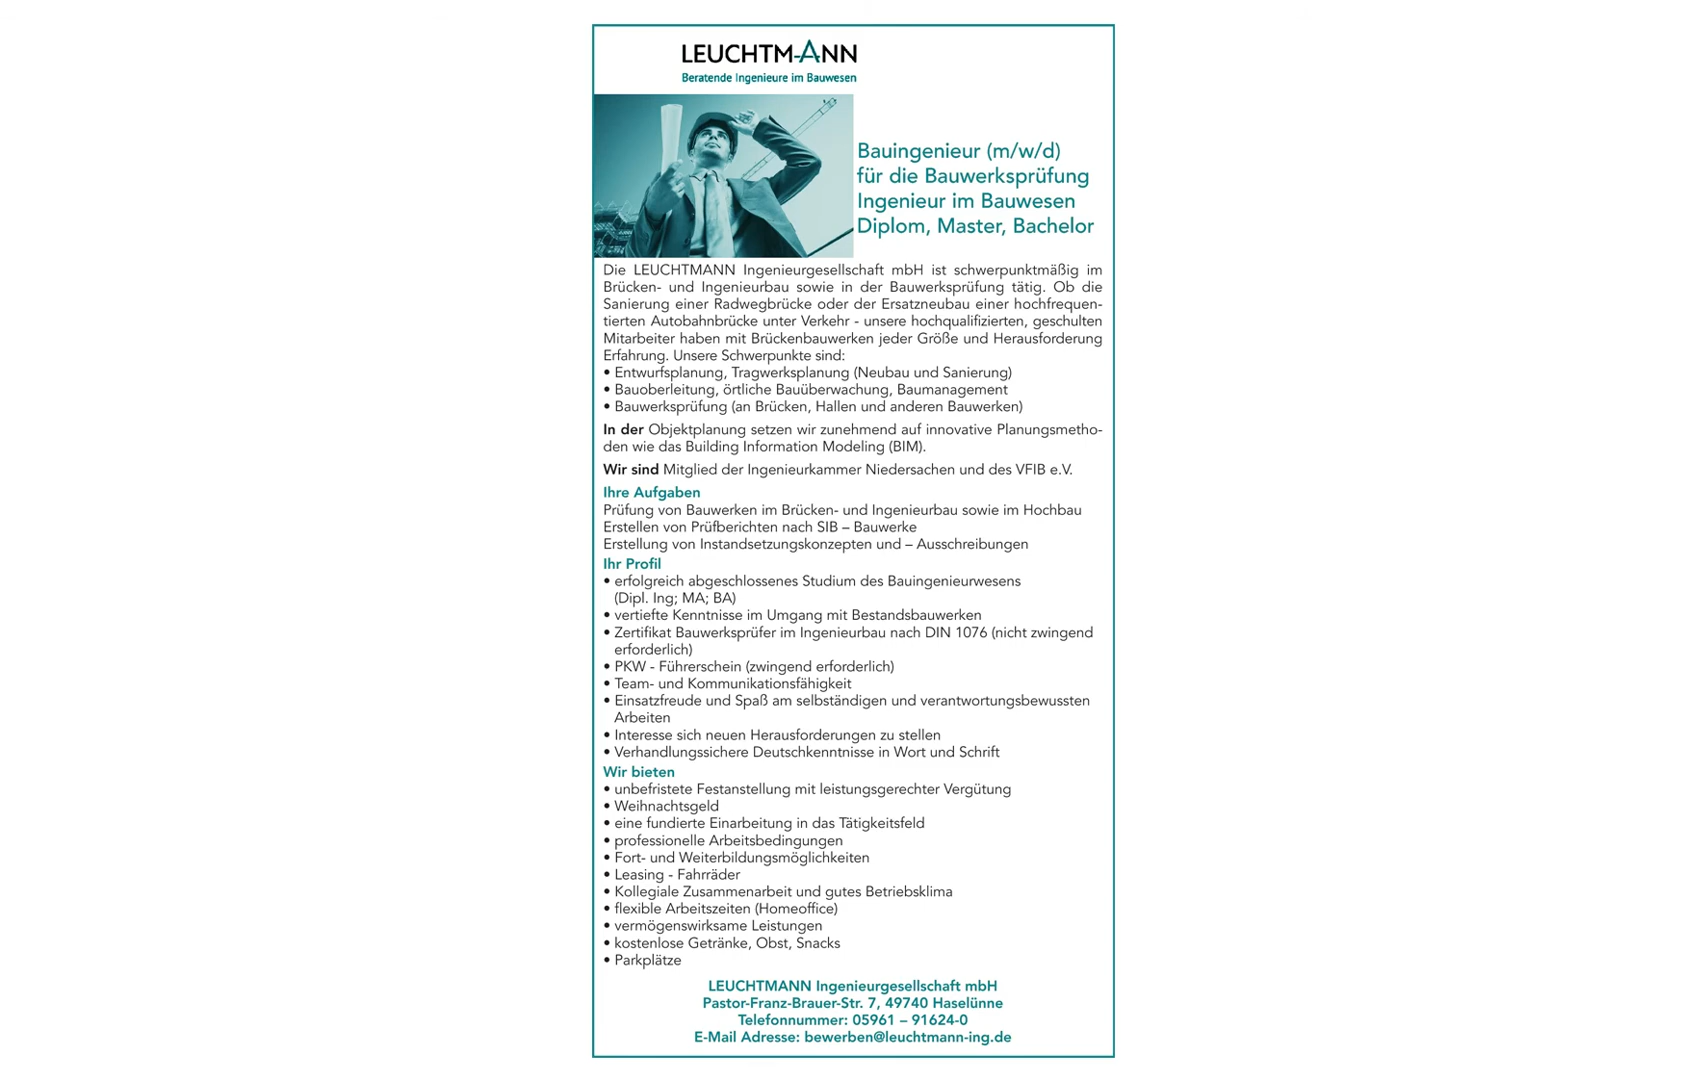 LEUCHTMANN
Beratende Ingenieure im Bauwesen
Bauingenieur (m/w/d)
für die Bauwerksprüfung
Ingenieur im Bauwesen
Diplom, Master, Bachelor
Die LEUCHTMANN Ingenieurgesellschaft mbH ist schwerpunktmäßig im
Brücken- und Ingenieurbau sowie in der Bauwerksprüfung tätig. Ob die
Sanierung einer Radwegbrücke oder der Ersatzneubau einer hochfrequen-
tierten Autobahnbrücke unter Verkehr - unsere hochqualifizierten, geschulten
Mitarbeiter haben mit Brückenbauwerken jeder Größe und Herausforderung
Erfahrung. Unsere Schwerpunkte sind:
• Entwurfsplanung, Tragwerksplanung (Neubau und Sanierung)
• Bauoberleitung, örtliche Bauüberwachung, Baumanagement
• Bauwerksprüfung (an Brücken, Hallen und anderen Bauwerken)
In der Objektplanung setzen wir zunehmend auf innovative Planungsmetho-
den wie das Building Information Modeling (BIM).
Wir sind Mitglied der Ingenieurkammer Niedersachen und des VFIB e.V.
Ihre Aufgaben
Prüfung von Bauwerken im Brücken- und Ingenieurbau sowie im Hochbau
Erstellen von Prüfberichten nach SIB – Bauwerke
Erstellung von Instandsetzungskonzepten und – Ausschreibungen
Ihr Profil
• erfolgreich abgeschlossenes Studium des Bauingenieurwesens
(Dipl. Ing; MA; BA)
• vertiefte Kenntnisse im Umgang mit Bestandsbauwerken
• Zertifikat Bauwerksprüfer im Ingenieurbau nach DIN 1076 (nicht zwingend
erforderlich)
• PKW - Führerschein (zwingend erforderlich)
• Team- und Kommunikationsfähigkeit
• Einsatzfreude und Spaß am selbständigen und verantwortungsbewussten
Arbeiten
• Interesse sich neuen Herausforderungen zu stellen
• Verhandlungssichere Deutschkenntnisse in Wort und Schrift
Wir bieten
• unbefristete Festanstellung mit leistungsgerechter Vergütung
• Weihnachtsgeld
• eine fundierte Einarbeitung in das Tätigkeitsfeld
• professionelle Arbeitsbedingungen
• Fort- und Weiterbildungsmöglichkeiten
• Leasing - Fahrräder
• Kollegiale Zusammenarbeit und gutes Betriebsklima
• flexible Arbeitszeiten (Homeoffice)
• vermögenswirksame Leistungen
• kostenlose Getränke, Obst, Snacks
• Parkplätze
LEUCHTMANN Ingenieurgesellschaft mbH
Pastor-Franz-Brauer-Str. 7, 49740 Haselünne
Telefonnummer: 05961 – 91624-0
E-Mail Adresse: bewerben@leuchtmann-ing.de